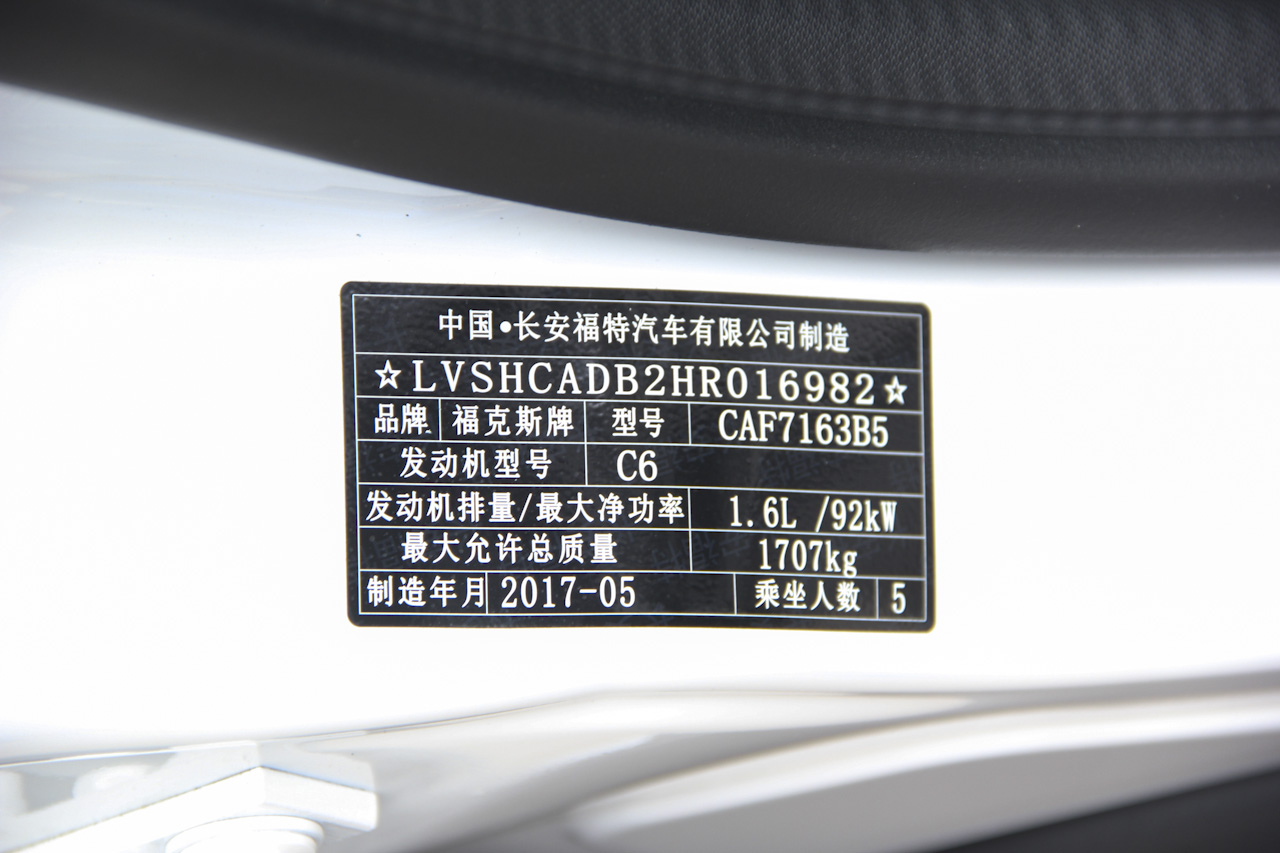 中国•长安福特汽车有限公司制造
☆LVSHCADB2HR016982☆
品牌 福克斯牌 型号 CAF7163B5
发动机型号 C6
发动机排量/最大净功率 1.6L /92kW
最大允许总质量 1707kg
制造年月 2017-05 乘坐人数 5